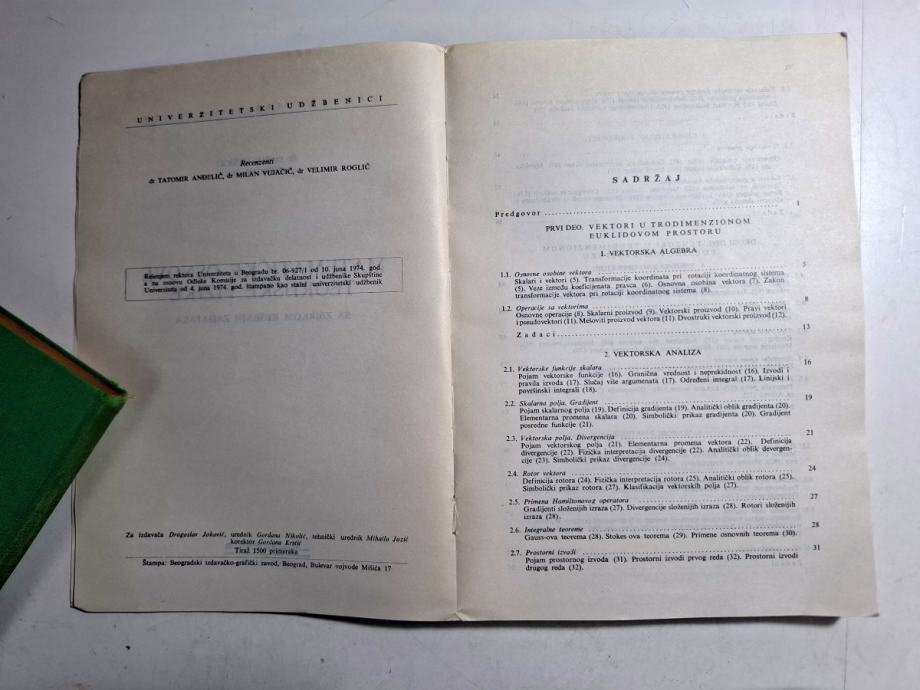 UNIVERZITETSKI UDŽBENICI
Recenzenti
dr TATOMIR ANĐELIĆ, dr MILAN VUJAČIĆ, dr VELIMIR ROGLIĆ
Rešenjem rektora Univerziteta u Beogradu br. 06-927/1 od 10. juna 1974. god.
a na osnovu Odluke Komisije za izdavačku delatnost i udžbenike Skupštine
Univerziteta od 4. juna 1974. god. štampano kao stalni univerzitetski udžbenik
Za izdavača Dragoslav Joković, urednik Gordana Nikolić, tehnički urednik Mihailo Jozić
korektor Gordana Krstić
Tiraž 1500 primeraka
Štampa: Beogradski izdavačko-grafički zavod, Beograd, Bulevar vojvode Mišića 17
SADRŽAJ
Predgovor 1
PRVI DEO. VEKTORI U TRODIMENZIONOM
EUKLIDOVOM PROSTORU
1. VEKTORSKA ALGEBRA
1.1. Osnovne osobine vektora 5
Skalari i vektori (5). Transformacije koordinata pri rotaciji koordinatnog sistema
(5). Veze između koeficijenata pravca (6). Osnovna osobina vektora (7). Zakon
transformacije vektora pri rotaciji koordinatnog sistema (8).
1.2. Operacije sa vektorima 8
Osnovne operacije (8). Skalarni proizvod (9). Vektorski proizvod (10). Pravi vektori
i pseudovektori (11). Mešoviti proizvod vektora (11). Dvostruki vektorski proizvod (12).
Zadaci 13
2. VEKTORSKA ANALIZA
2.1. Vektorske funkcije skalara 16
Pojam vektorske funkcije (16). Granična vrednost i neprekidnost (16). Izvodi i
pravila izvoda (17). Slučaj više argumenata (17). Određeni integral (17). Linijski i
površinski integrali (18).
2.2. Skalarna polja. Gradijent 19
Pojam skalarnog polja (19). Definicija gradijenta (19). Analitički oblik gradijenta (20).
Elementarna promena skalara (20). Simbolički prikaz gradijenta (20). Gradijent
posredne funkcije (21).
2.3. Vektorska polja. Divergencija 21
Pojam vektorskog polja (21). Elementarna promena vektora (22). Definicija
divergencije (22). Fizička interpretacija divergencije (22). Analitički oblik divergen-
cije (23). Simbolički prikaz divergencije (24).
2.4. Rotor vektora 24
Definicija rotora (24). Fizička interpretacija rotora (25). Analitički oblik rotora (25).
Simbolički prikaz rotora (27). Klasifikacija vektorskih polja (27).
2.5. Primena Hamiltonovog operatora 27
Gradijenti složenijih izraza (27). Divergencije složenijih izraza (28). Rotori složenijih
izraza (28).
2.6. Integralne teoreme 28
Gauss-ova teorema (28). Stokes ova teorema (29). Primene osnovnih teorema (30).
2.7. Prostorni izvodi 31
Pojam prostornog izvoda (31). Prostorni izvodi prvog reda (32). Prostorni izvodi
drugog reda (32).